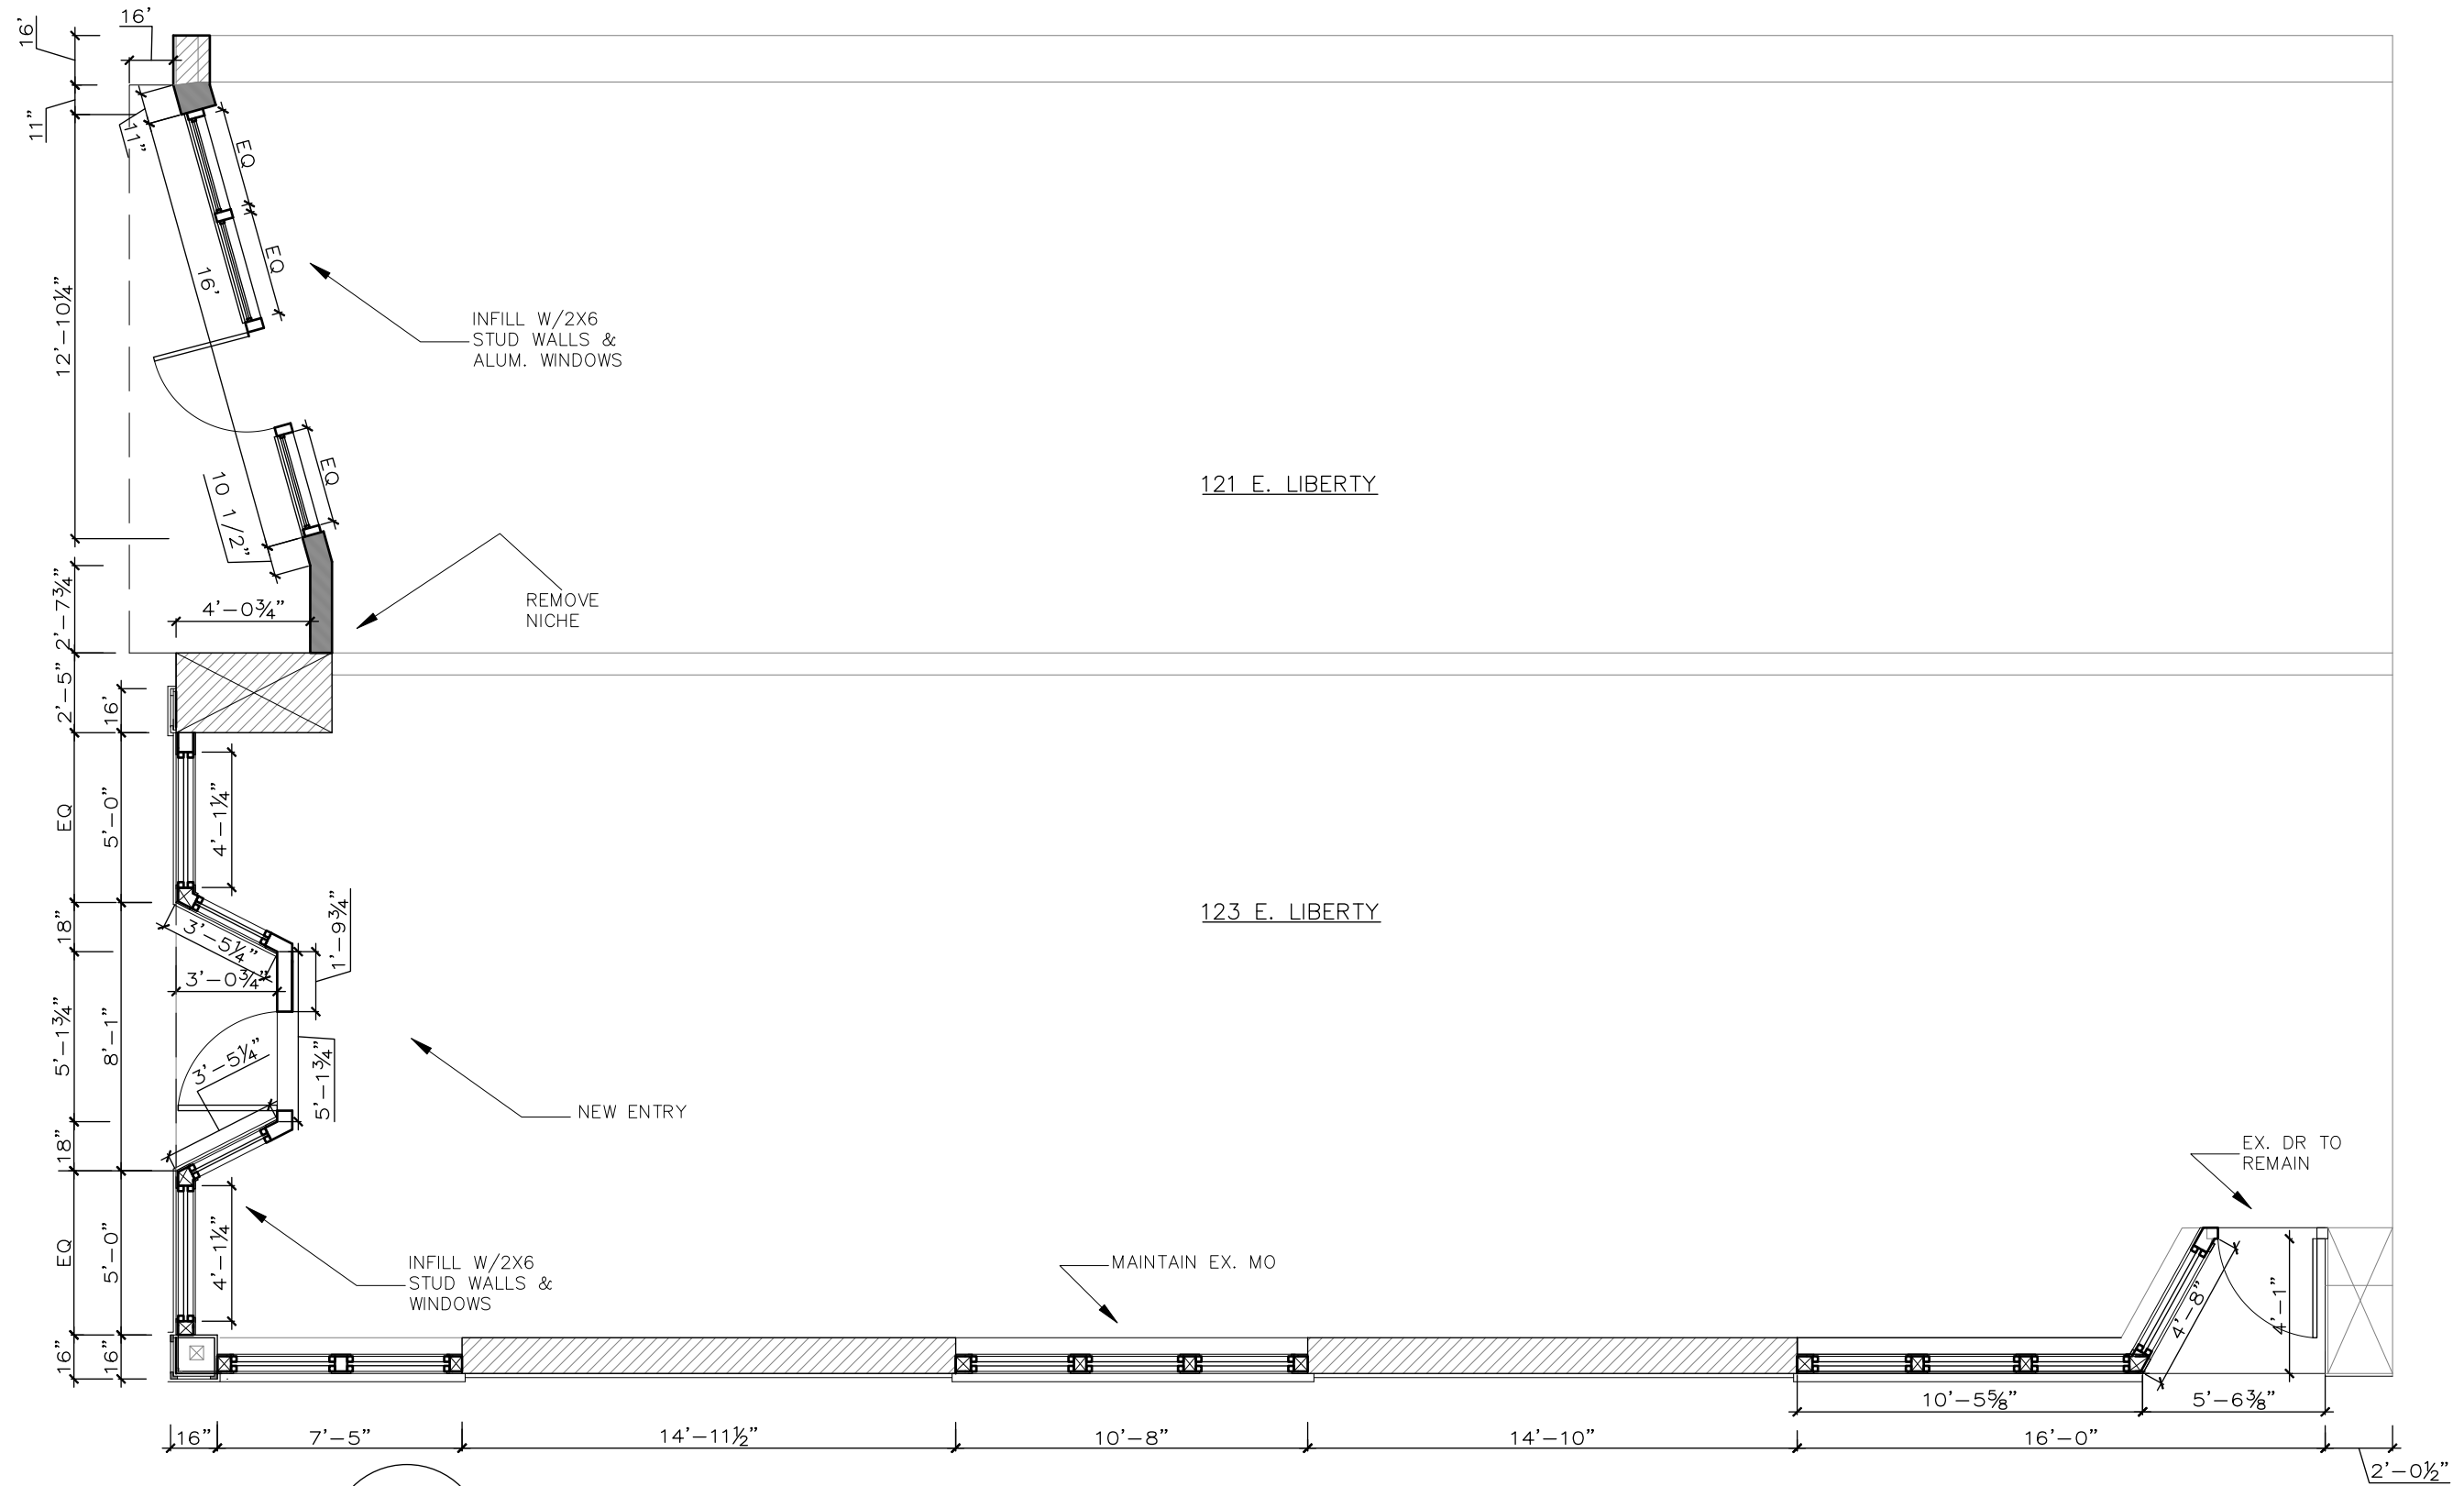 16'
16'
11"
11"
EQ
EQ
16'
12'-10¼"
INFILL W/2X6
STUD WALLS &
ALUM. WINDOWS
EQ
10 1/2"
121 E. LIBERTY
REMOVE
NICHE
2'-7¾"
4'-0¾"
2'-5"
16'
EQ
5'-0"
4'-1¼"
123 E. LIBERTY
18"
3'-5¼"
1'-9¾"
3'-0¾"
5'-1¾"
8'-1"
3'-5¼"
5'-1¾"
NEW ENTRY
18"
EX. DR TO
REMAIN
EQ
5'-0"
4'-1¼"
INFILL W/2X6
STUD WALLS &
WINDOWS
MAINTAIN EX. MO
4'-8"
4'-1"
16"
16"
10'-5⅝"
5'-6⅜"
16"
7'-5"
14'-11½"
10'-8"
14'-10"
16'-0"
2'-0½"